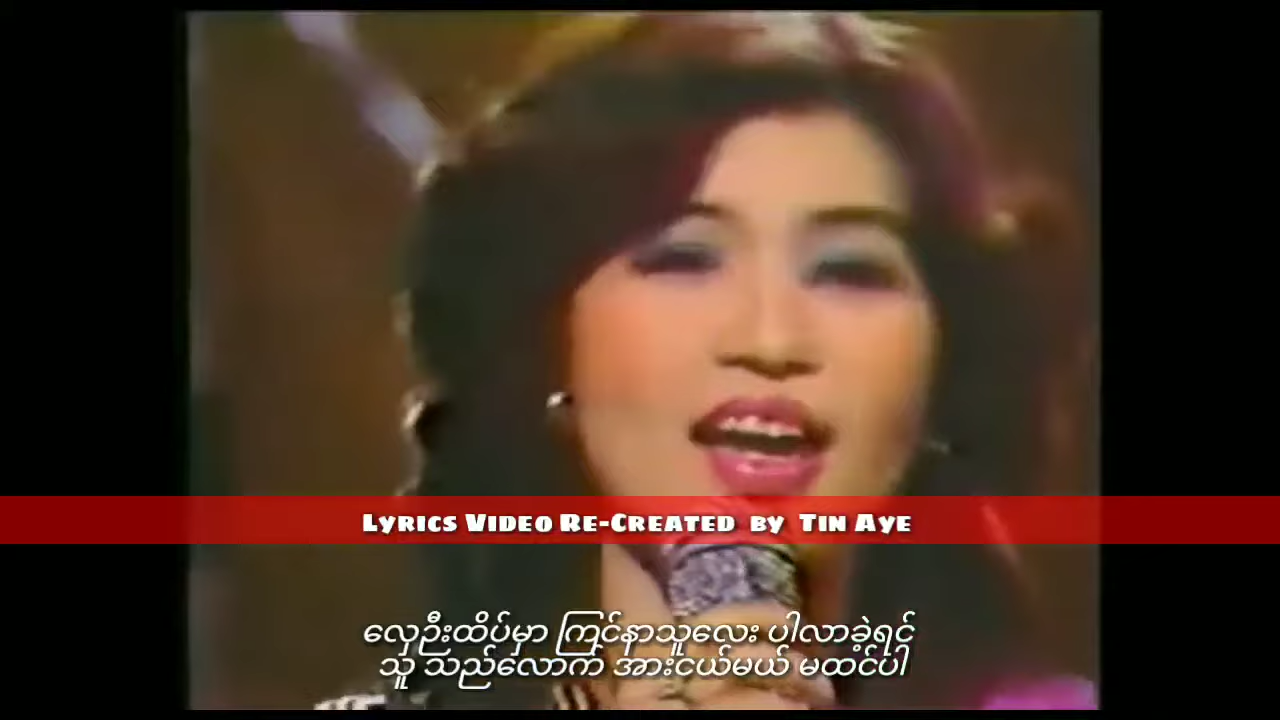 Lyrics Video Re-Created by Tin Aye
လှေဦးထိပ်မှာ ကြင်နာသူလေး ပါလာခဲ့ရင်
သူ သည်လောက် အားငယ်မယ် မထင်ပါ